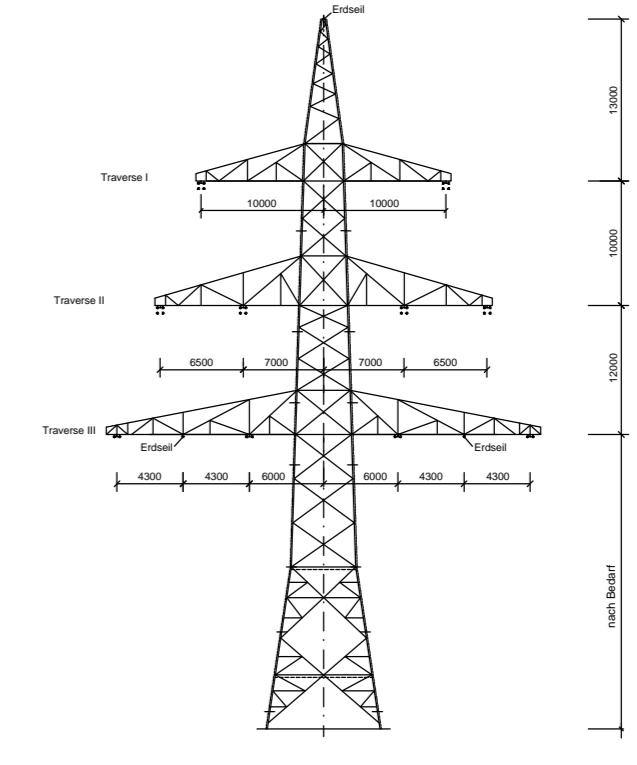 Erdseil
13000
Traverse I
10000 10000
10000
Traverse II
6500 7000 7000 6500
12000
Traverse III
Erdseil Erdseil
4300 4300 6000 6000 4300 4300
nach Bedarf